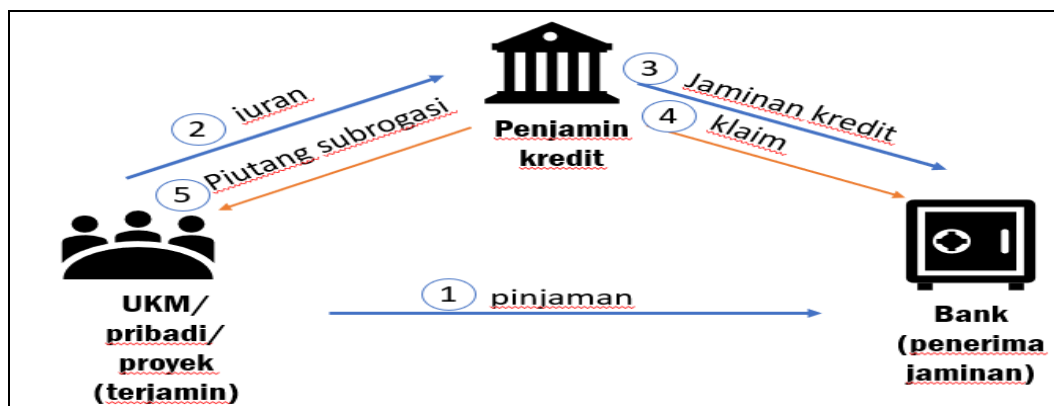 3 Jaminan kredit
2 iuran
4 klaim
Penjamin
kredit
5 Piutang subrogasi
1 pinjaman
UKM/
pribadi/
proyek
(terjamin)
Bank
(penerima
jaminan)